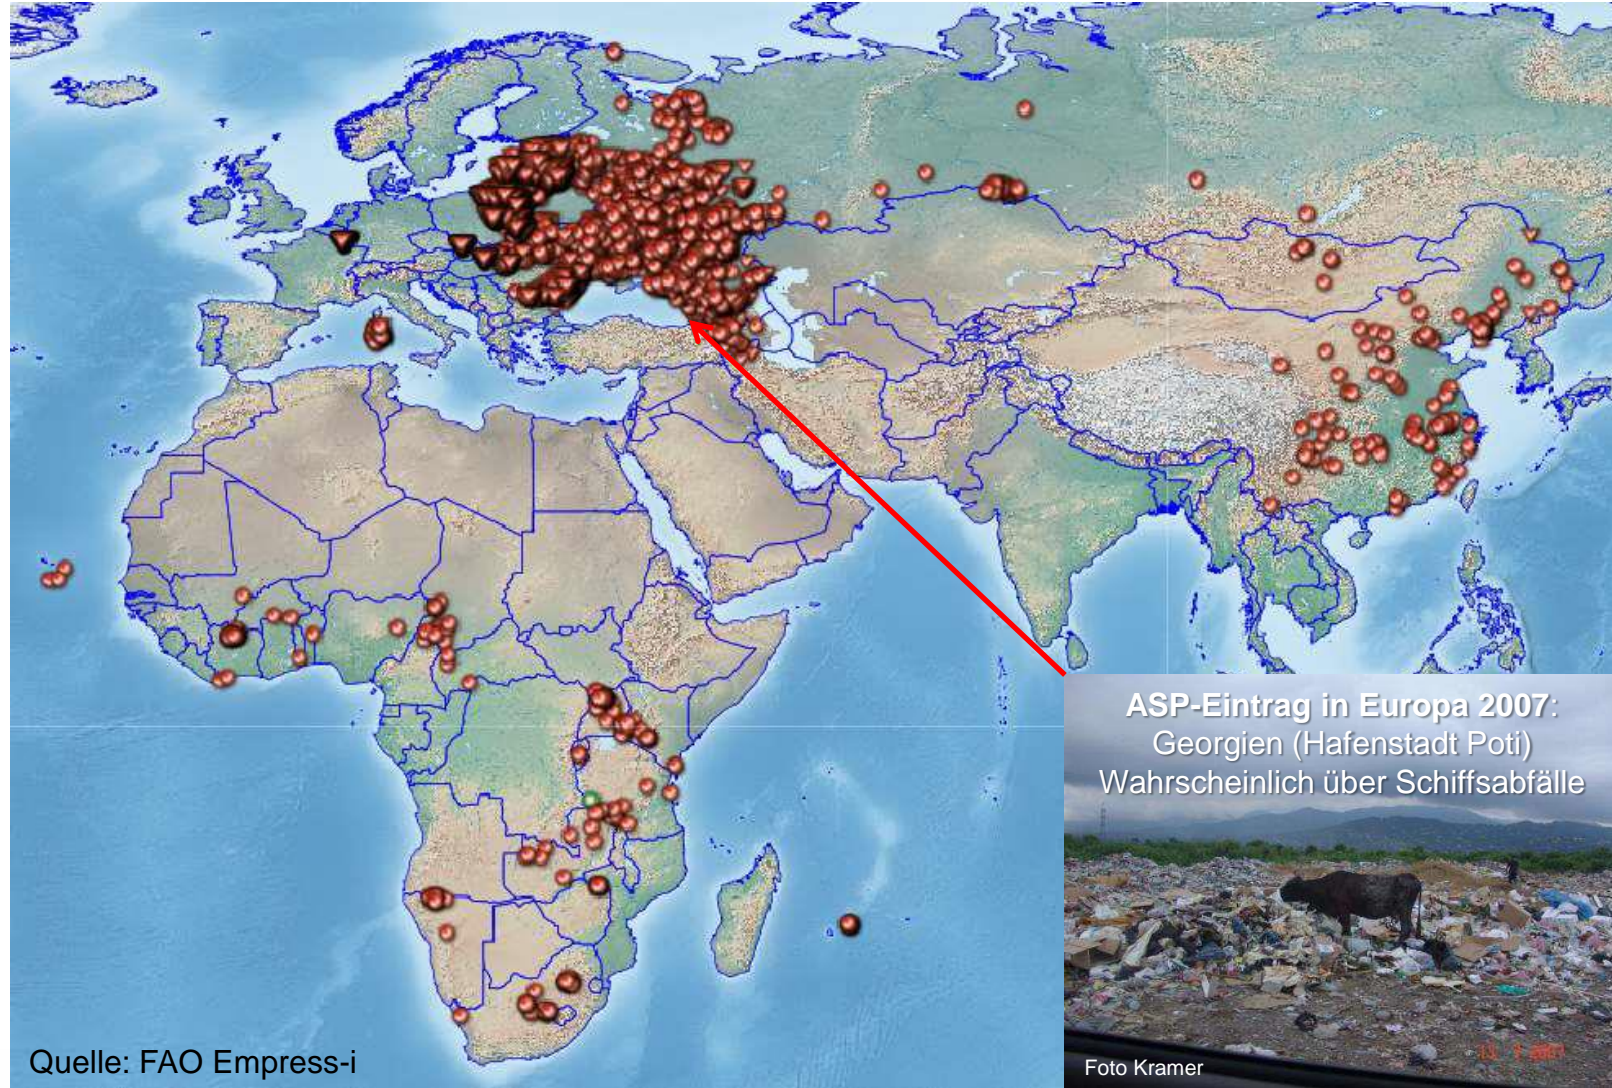 ASP-Eintrag in Europa 2007:
Georgien (Hafenstadt Poti)
Wahrscheinlich über Schiffsabfälle
Quelle: FAO Empress-i
Foto Kramer